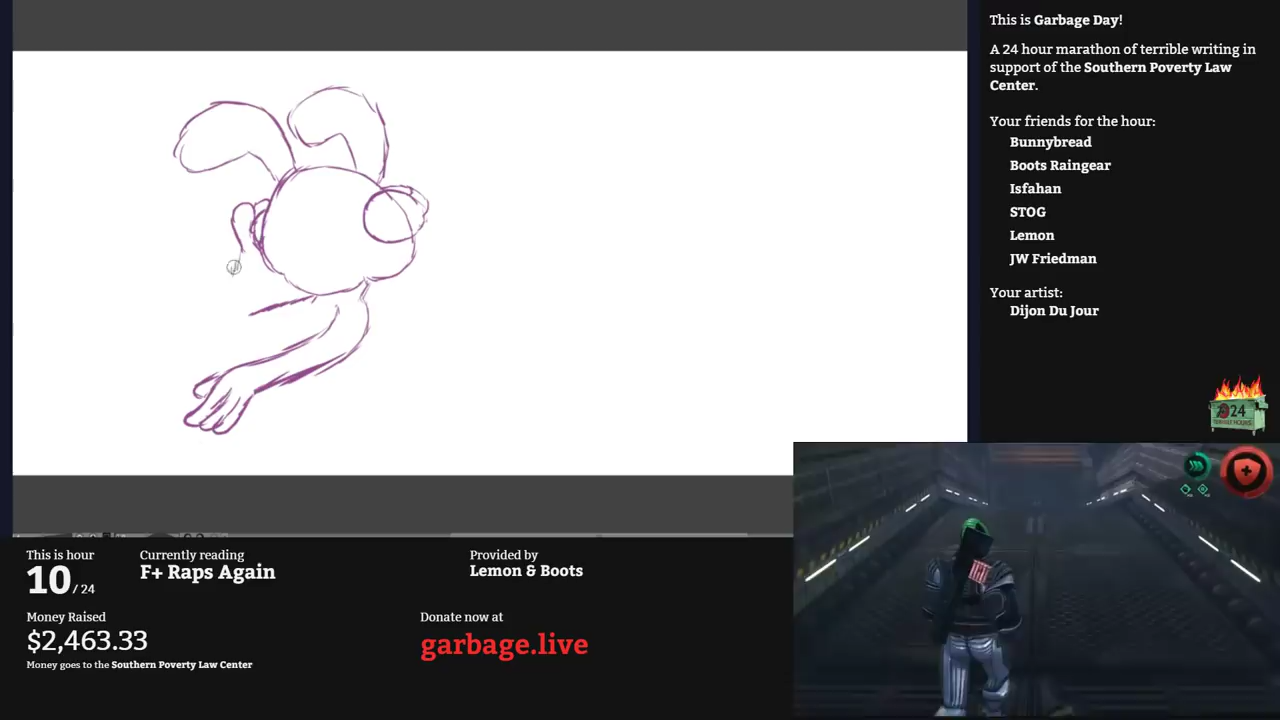 This is Garbage Day!
A 24 hour marathon of terrible writing in
support of the Southern Poverty Law
Center.
Your friends for the hour:
Bunnybread
Boots Raingear
Isfahan
STOG
Lemon
JW Friedman
Your artist:
Dijon Du Jour
This is hour
10 / 24
Currently reading
F+ Raps Again
Provided by
Lemon & Boots
Money Raised
$2,463.33
Money goes to the Southern Poverty Law Center
Donate now at
garbage.live